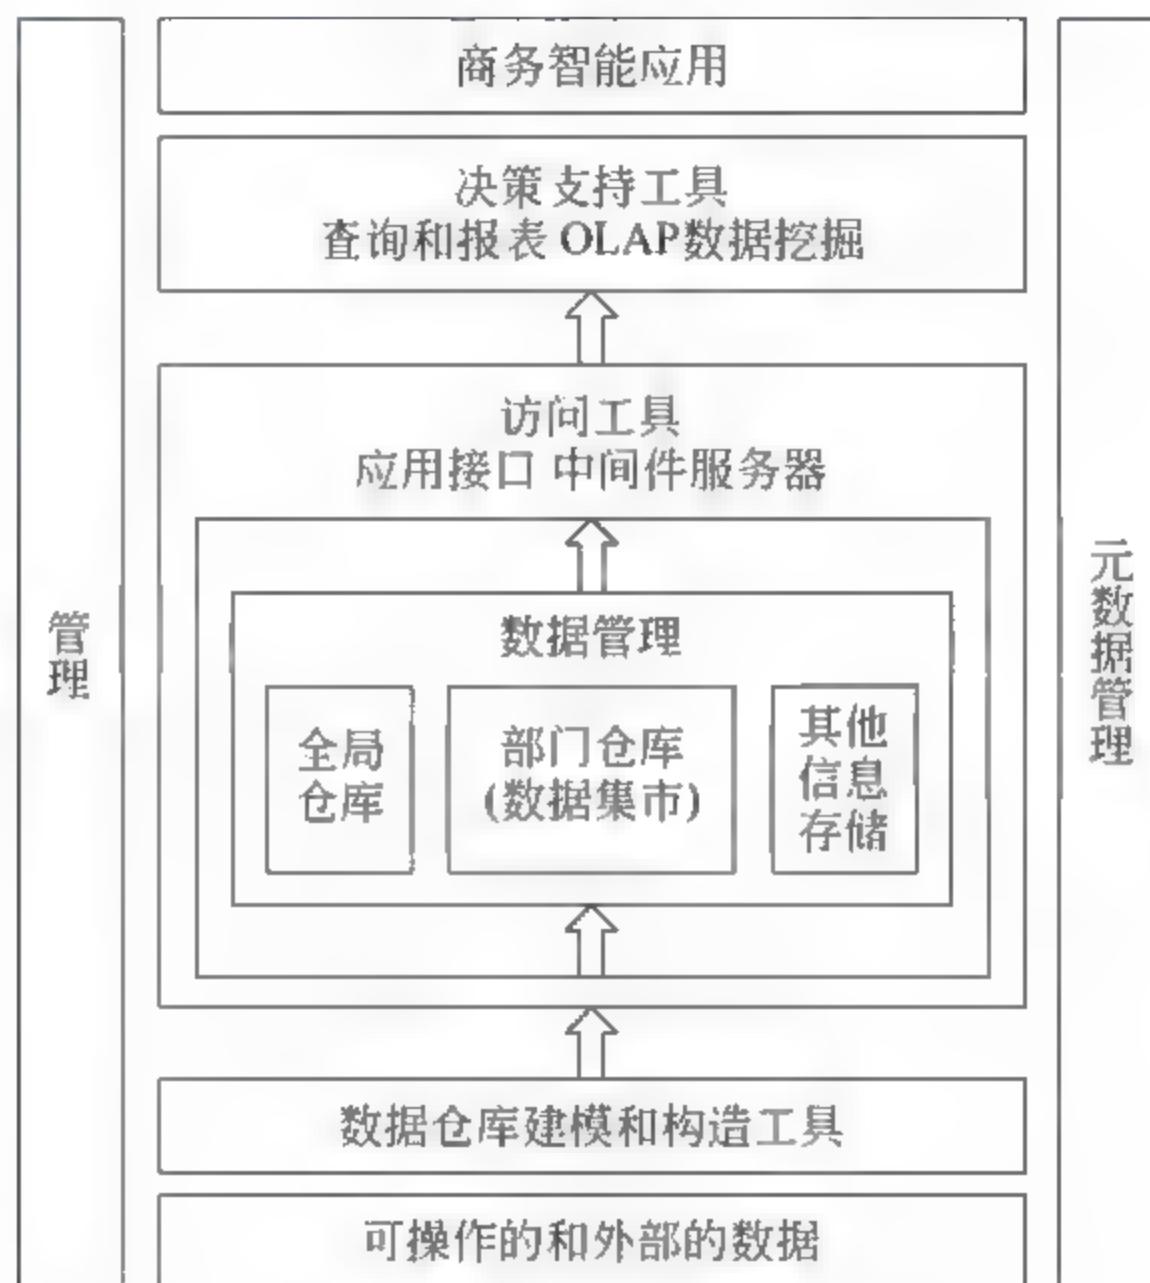 商务智能应用
决策支持工具
查询和报表 OLAP数据挖掘
访问工具
应用接口 中间件服务器
管理
数据管理
全局
仓库
部门仓库
(数据集市)
其他
信息
存储
元数据管理
数据仓库建模和构造工具
可操作的和外部的数据